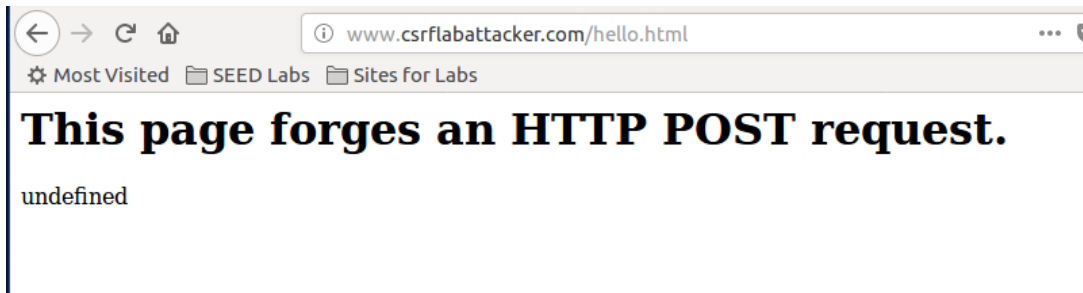 www.csrflabattacker.com/hello.html
Most Visited SEED Labs Sites for Labs
This page forges an HTTP POST request.
undefined